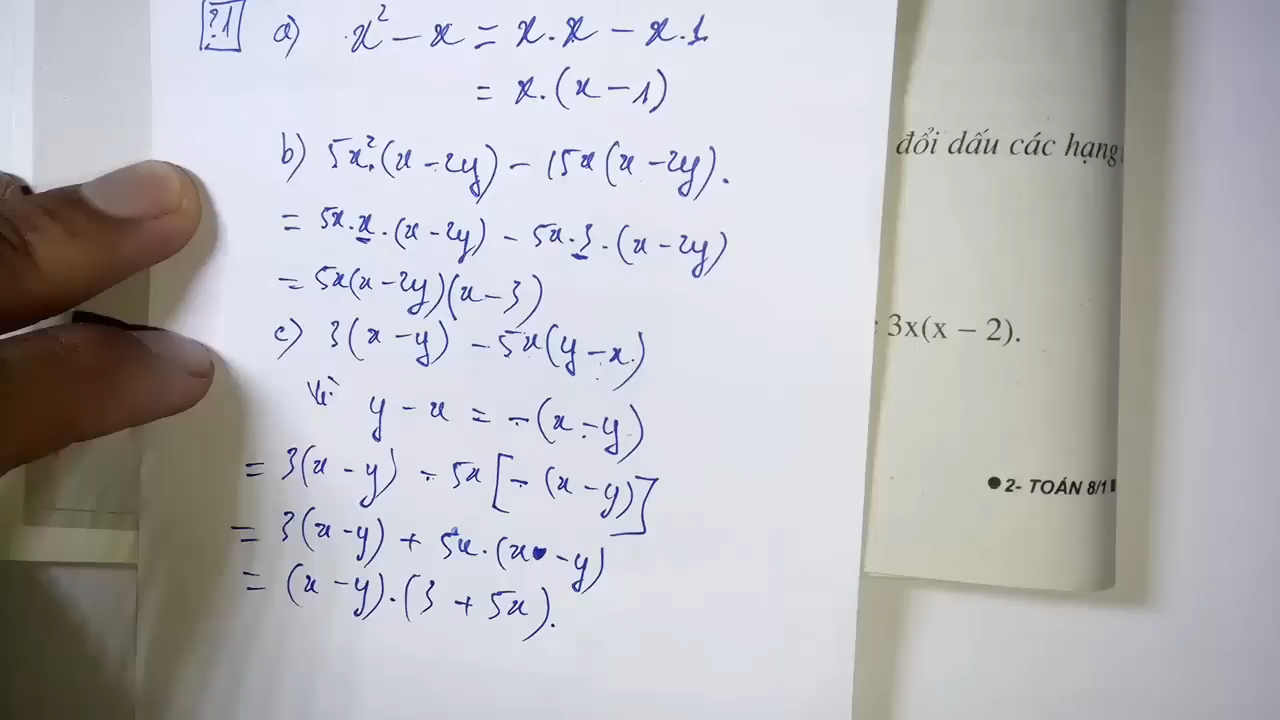 ?1 a) x² - x = x.x - x.1
= x.(x - 1)
b) 5x².(x - 2y) - 15x(x - 2y).
= 5x.x.(x - 2y) - 5x.3.(x - 2y)
= 5x(x - 2y)(x - 3)
c) 3(x - y) - 5x(y - x)
Vì y - x = -(x - y)
= 3(x - y) - 5x[-(x - y)]
= 3(x - y) + 5x.(x - y)
= (x - y).(3 + 5x).
đổi dấu các hạng
3x(x – 2).
●2- TOÁN 8/1